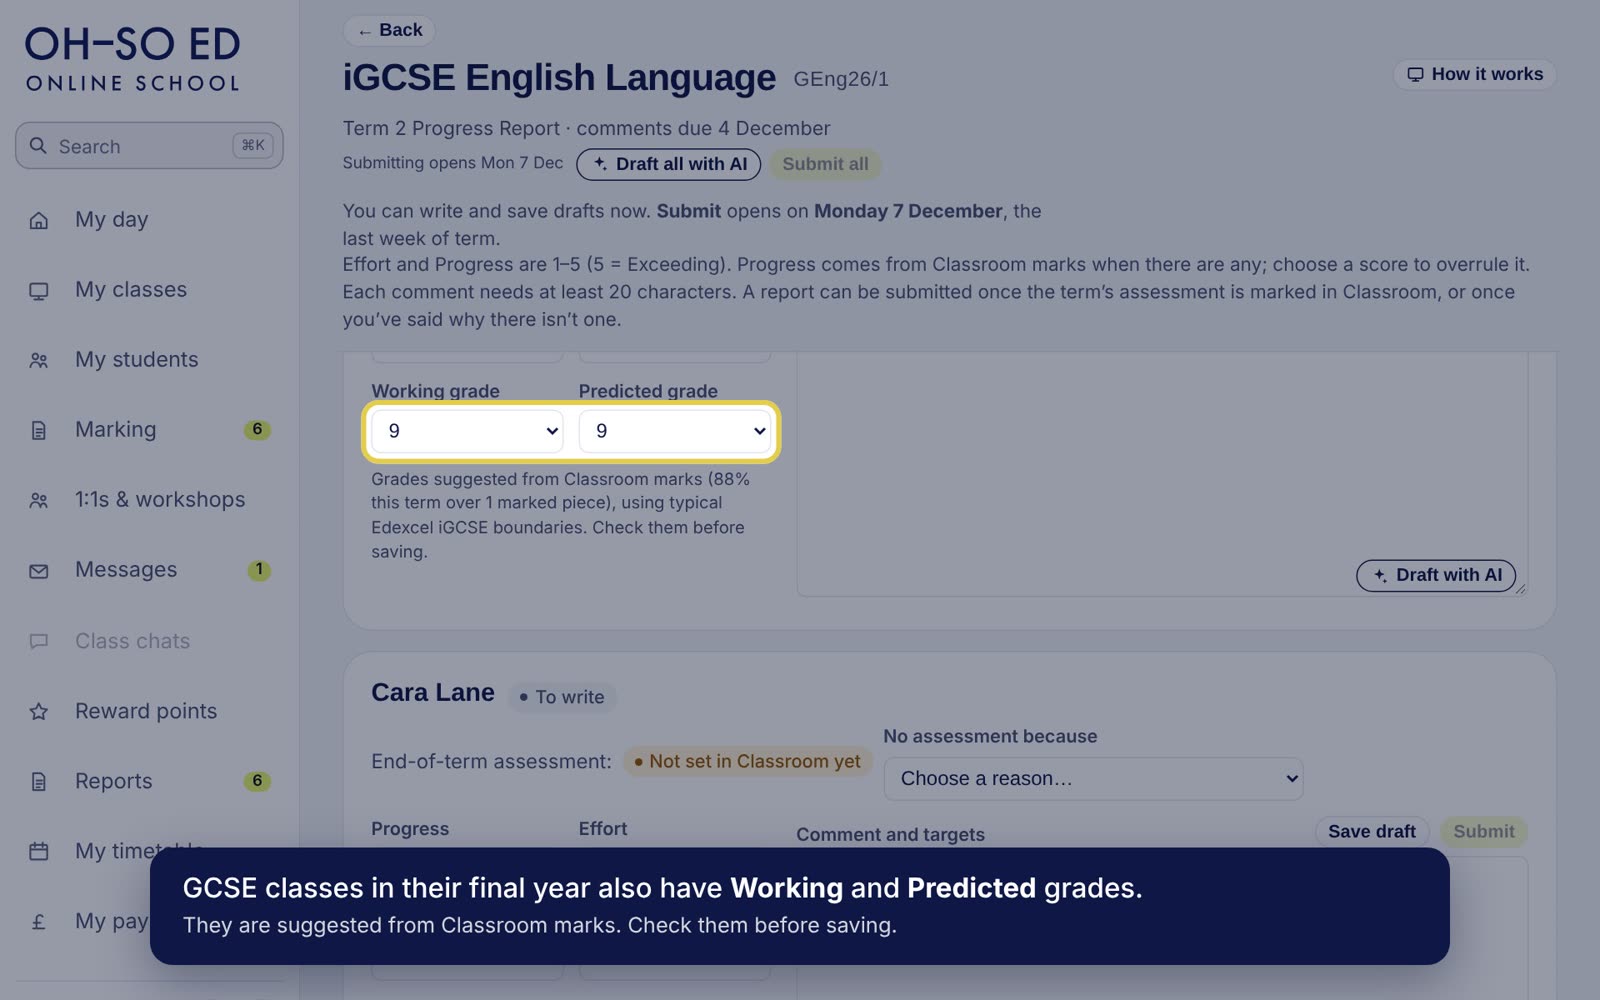 OH–SO ED
ONLINE SCHOOL
Search ⌘K
My day
My classes
My students
Marking 6
1:1s & workshops
Messages 1
Class chats
Reward points
Reports 6
My timetable
My pay
← Back
iGCSE English Language GEng26/1
How it works
Term 2 Progress Report · comments due 4 December
Submitting opens Mon 7 Dec Draft all with AI Submit all
You can write and save drafts now. Submit opens on Monday 7 December, the
last week of term.
Effort and Progress are 1–5 (5 = Exceeding). Progress comes from Classroom marks when there are any; choose a score to overrule it.
Each comment needs at least 20 characters. A report can be submitted once the term’s assessment is marked in Classroom, or once
you’ve said why there isn’t one.
Working grade Predicted grade
9 9
Grades suggested from Classroom marks (88%
this term over 1 marked piece), using typical
Edexcel iGCSE boundaries. Check them before
saving.
Draft with AI
Cara Lane To write
No assessment because
End-of-term assessment: Not set in Classroom yet
Choose a reason…
Progress Effort
Comment and targets Save draft Submit
GCSE classes in their final year also have Working and Predicted grades.
They are suggested from Classroom marks. Check them before saving.